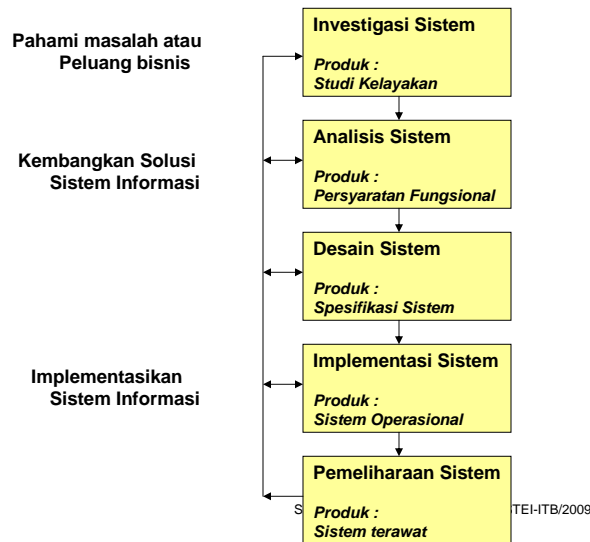 Pahami masalah atau
Peluang bisnis
Investigasi Sistem
Produk :
Studi Kelayakan
Kembangkan Solusi
Sistem Informasi
Analisis Sistem
Produk :
Persyaratan Fungsional
Desain Sistem
Produk :
Spesifikasi Sistem
Implementasikan
Sistem Informasi
Implementasi Sistem
Produk :
Sistem Operasional
Pemeliharaan Sistem
Produk :
Sistem terawat
S TEI-ITB/2009